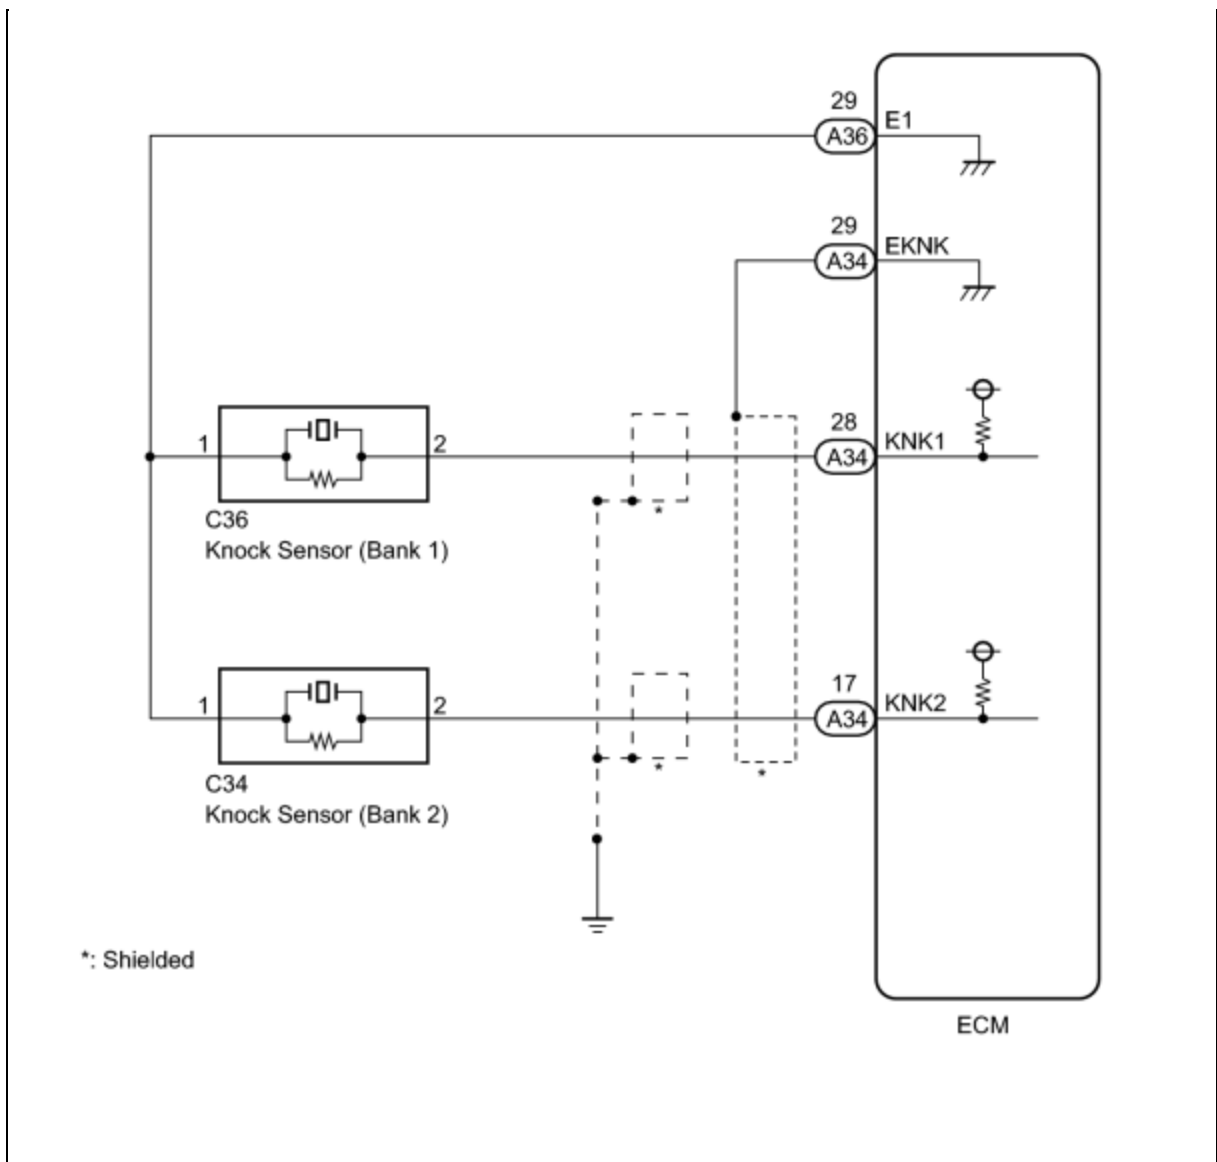 29
A36 E1
29
A34 EKNK
28
A34 KNK1
1 2
C36
Knock Sensor (Bank 1)
*
17
A34 KNK2
1 2
C34
Knock Sensor (Bank 2)
*
*
*: Shielded
ECM